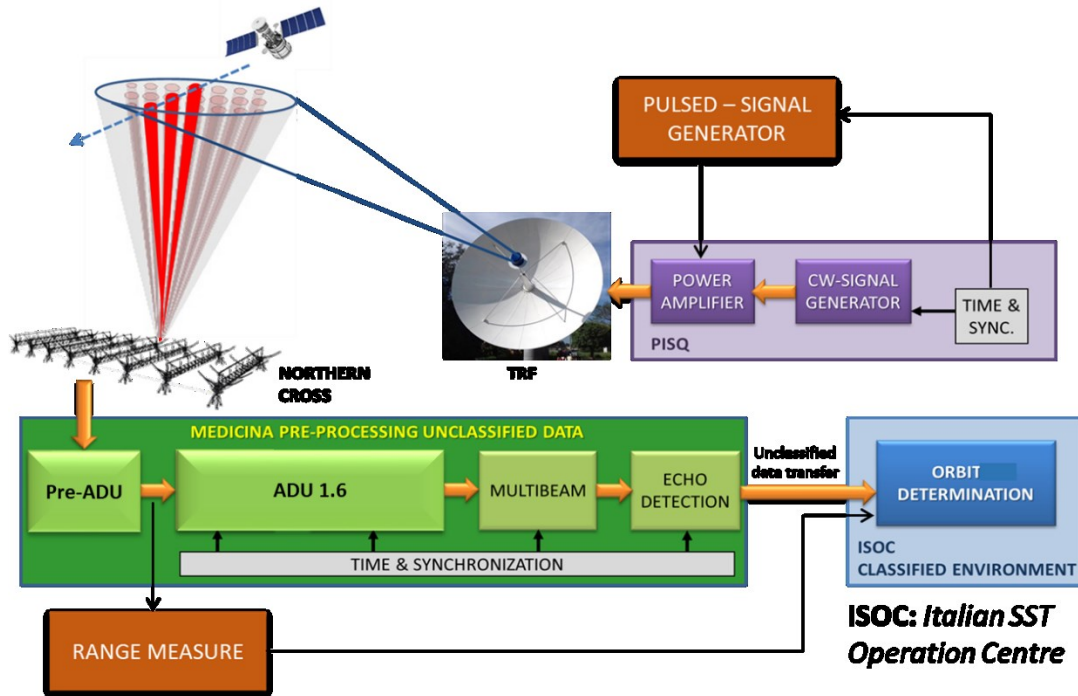 PULSED – SIGNAL
GENERATOR
POWER
AMPLIFIER
CW-SIGNAL
GENERATOR
TIME &
SYNC.
PISQ
NORTHERN
CROSS
TRF
MEDICINA PRE-PROCESSING UNCLASSIFIED DATA
Pre-ADU
ADU 1.6
MULTIBEAM
ECHO
DETECTION
TIME & SYNCHRONIZATION
Unclassified
data transfer
ORBIT
DETERMINATION
ISOC
CLASSIFIED ENVIRONMENT
RANGE MEASURE
ISOC: Italian SST
Operation Centre